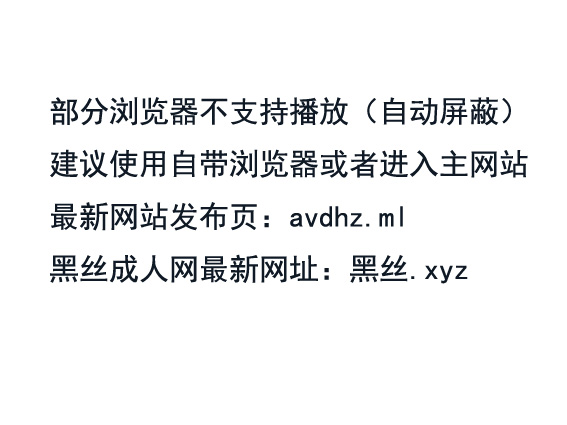 部分浏览器不支持播放（自动屏蔽）
建议使用自带浏览器或者进入主网站
最新网站发布页：avdhz.ml
黑丝成人网最新网址：黑丝.xyz